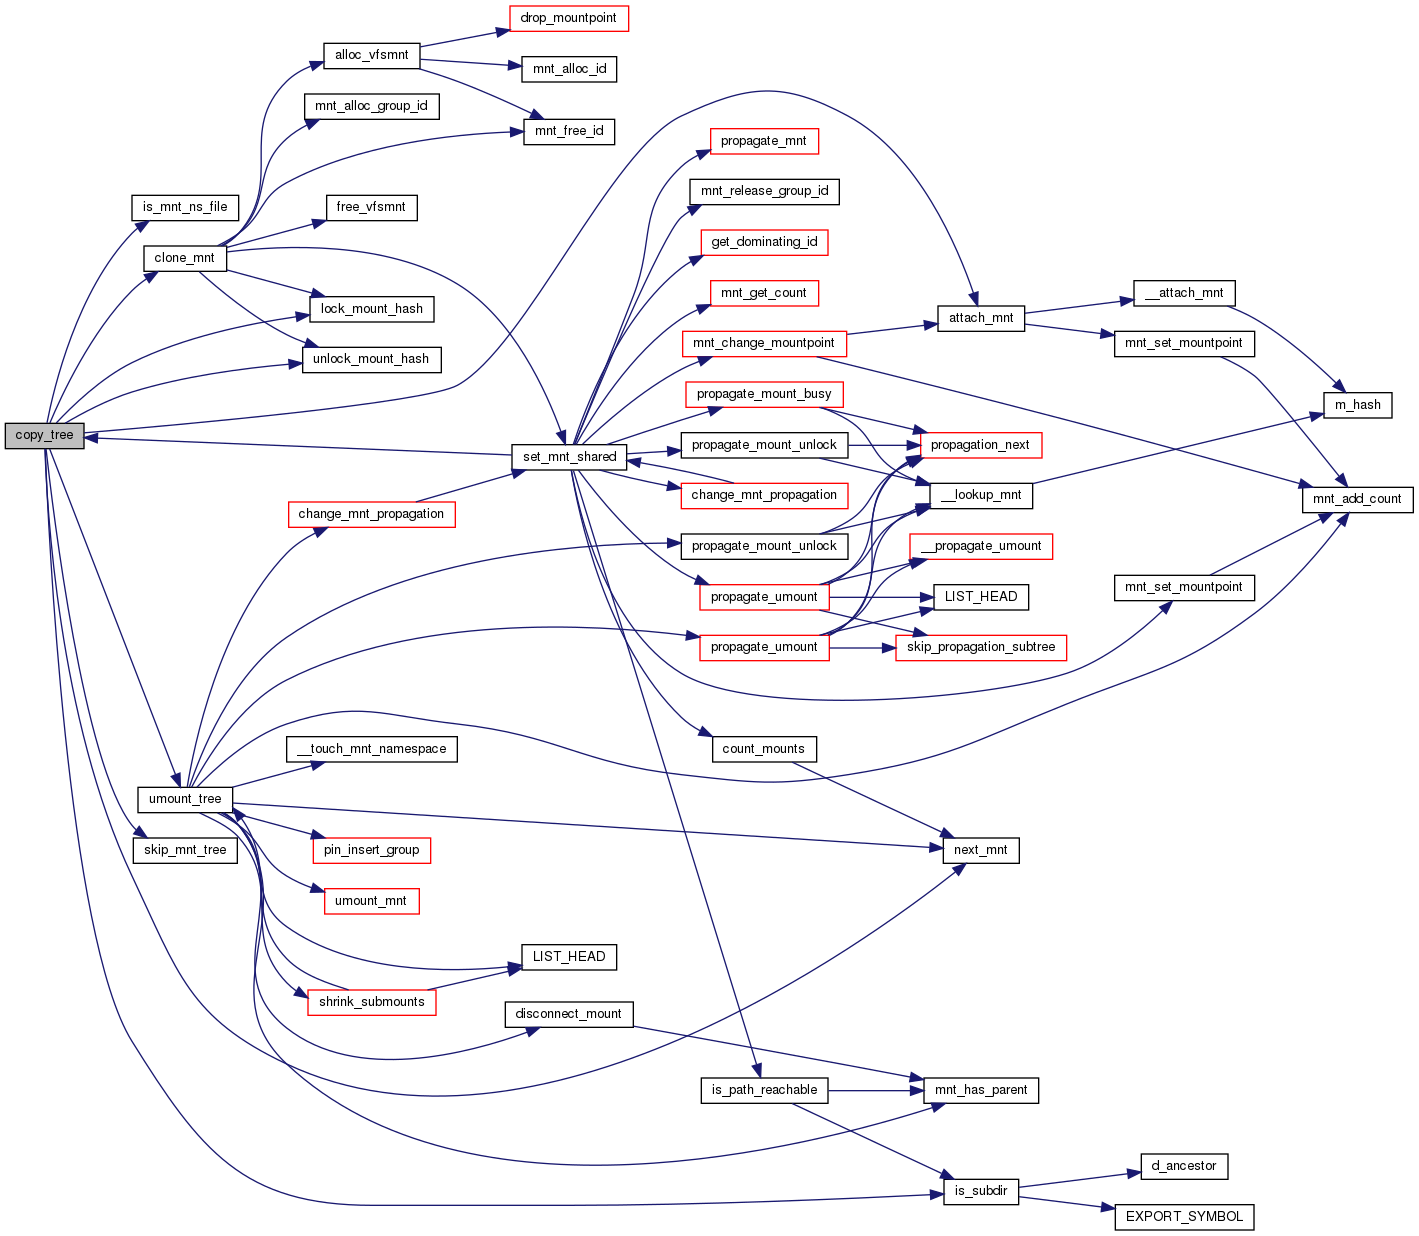 drop_mountpoint
alloc_vfsmnt
mnt_alloc_id
mnt_alloc_group_id
mnt_free_id
propagate_mnt
mnt_release_group_id
is_mnt_ns_file
free_vfsmnt
get_dominating_id
clone_mnt
mnt_get_count
__attach_mnt
lock_mount_hash
attach_mnt
mnt_change_mountpoint
mnt_set_mountpoint
unlock_mount_hash
propagate_mount_busy
m_hash
copy_tree
propagate_mount_unlock
propagation_next
set_mnt_shared
change_mnt_propagation
__lookup_mnt
mnt_add_count
change_mnt_propagation
propagate_mount_unlock
__propagate_umount
mnt_set_mountpoint
propagate_umount
LIST_HEAD
propagate_umount
skip_propagation_subtree
__touch_mnt_namespace
count_mounts
umount_tree
skip_mnt_tree
pin_insert_group
next_mnt
umount_mnt
LIST_HEAD
shrink_submounts
disconnect_mount
is_path_reachable
mnt_has_parent
d_ancestor
is_subdir
EXPORT_SYMBOL